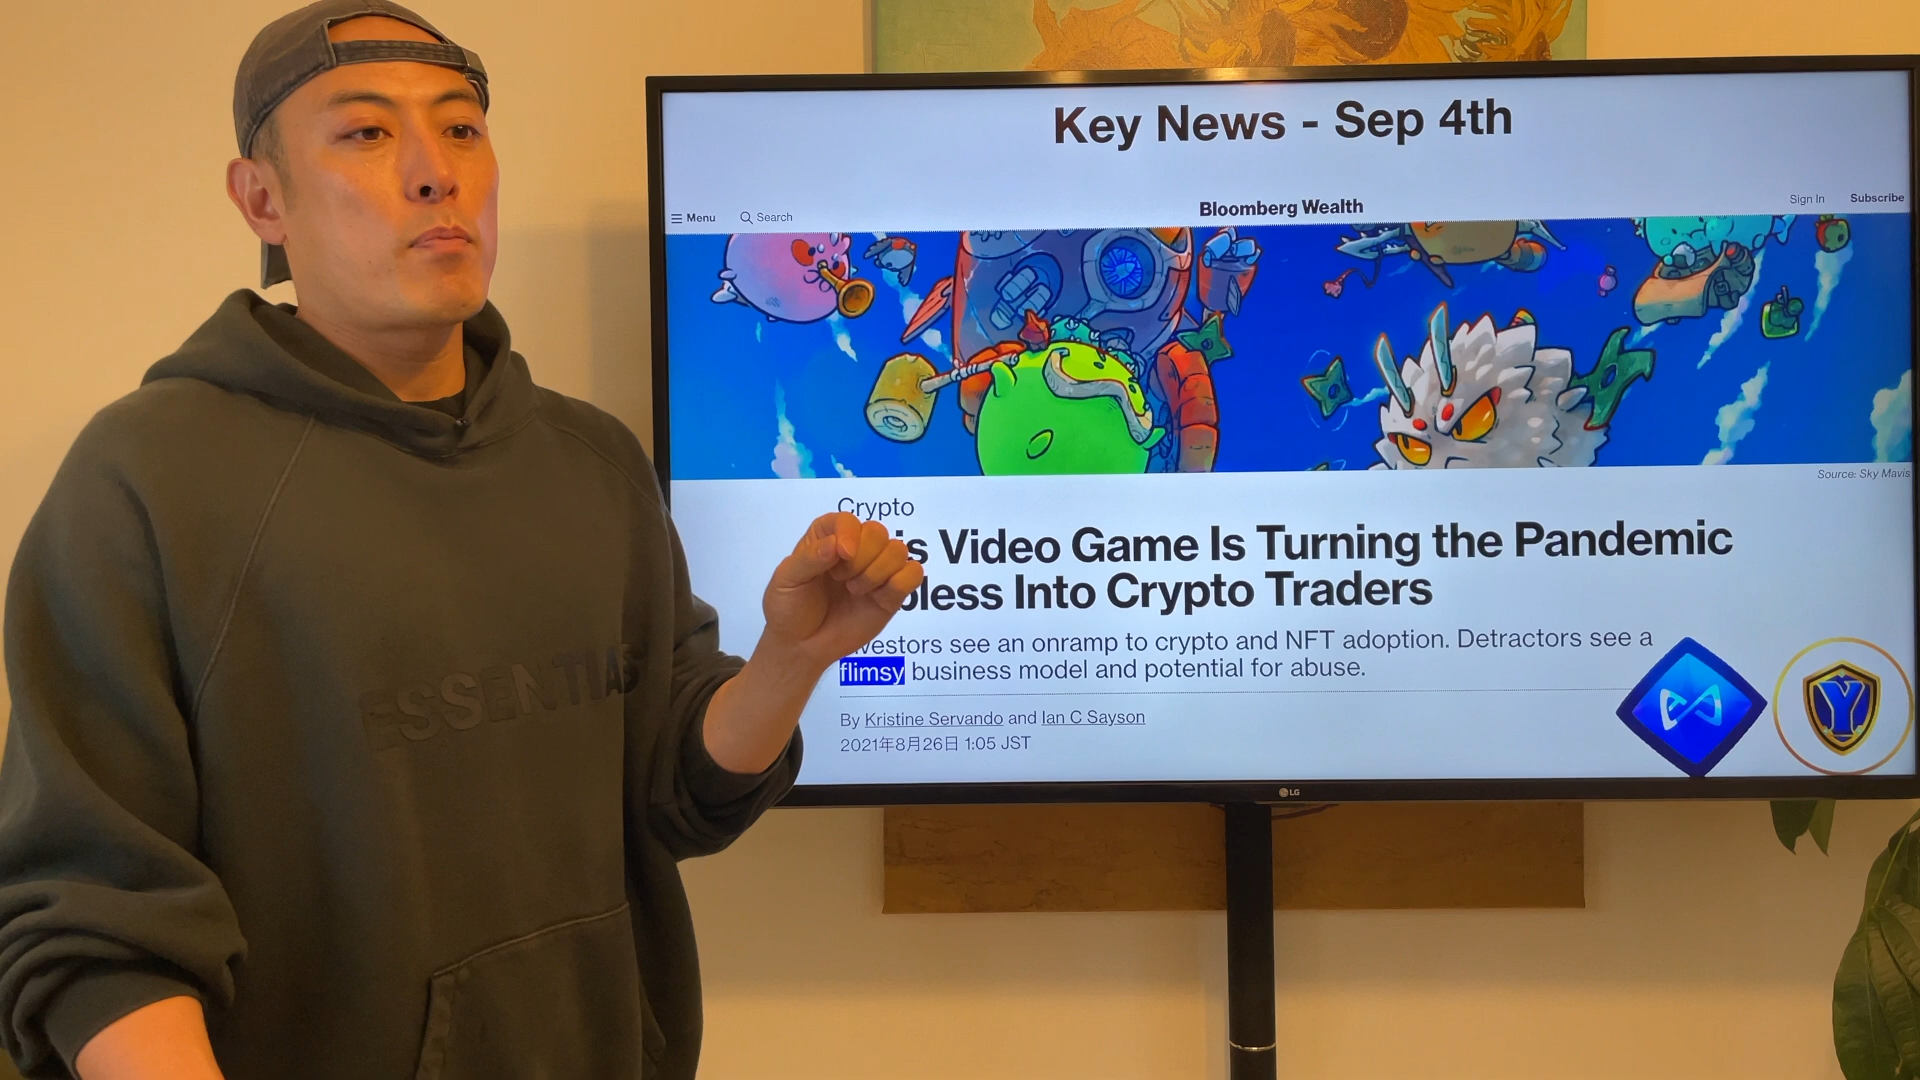 Key News - Sep 4th
Menu
Search
Bloomberg Wealth
Sign In
Subscribe
Source: Sky Mavis
Crypto
is Video Game Is Turning the Pandemic
bless Into Crypto Traders
vestors see an onramp to crypto and NFT adoption. Detractors see a
flimsy business model and potential for abuse.
By Kristine Servando and Ian C Sayson
2021年8月26日 1:05 JST
Y
LG
ESSENTIALS